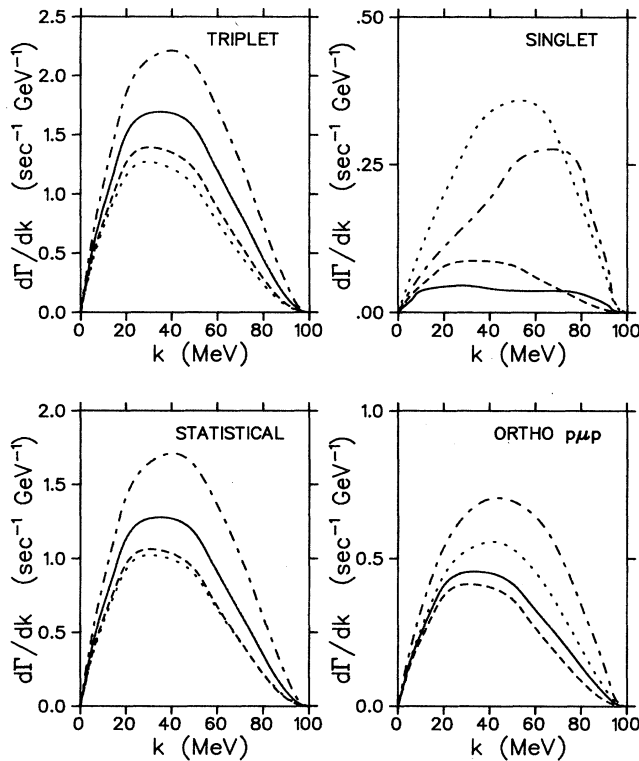 TRIPLET
dΓ/dk (sec⁻¹ GeV⁻¹)
2.5
2.0
1.5
1.0
0.5
0.0
0 20 40 60 80 100
k (MeV)
SINGLET
dΓ/dk (sec⁻¹ GeV⁻¹)
.50
.25
.00
0 20 40 60 80 100
k (MeV)
STATISTICAL
dΓ/dk (sec⁻¹ GeV⁻¹)
2.0
1.5
1.0
0.5
0.0
0 20 40 60 80 100
k (MeV)
ORTHO pμp
dΓ/dk (sec⁻¹ GeV⁻¹)
1.0
0.5
0.0
0 20 40 60 80 100
k (MeV)